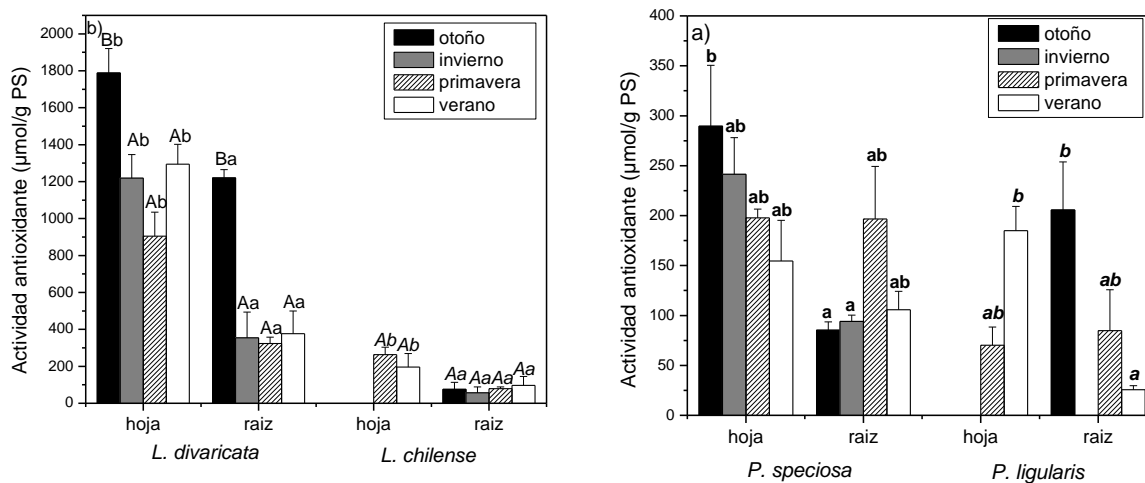 b)
Actividad antioxidante (µmol/g PS)
2000
1800
1600
1400
1200
1000
800
600
400
200
0
otoño
invierno
primavera
verano
Bb
Ab
Ab
Ab
Ba
Aa
Aa
Aa
Ab
Ab
Aa
Aa
Aa
Aa
hoja raiz hoja raiz
L. divaricata L. chilense
a)
Actividad antioxidante (µmol/g PS)
400
350
300
250
200
150
100
50
0
otoño
invierno
primavera
verano
b
ab
ab
ab
a
a
ab
ab
ab
b
b
ab
a
hoja raiz hoja raiz
P. speciosa P. ligularis